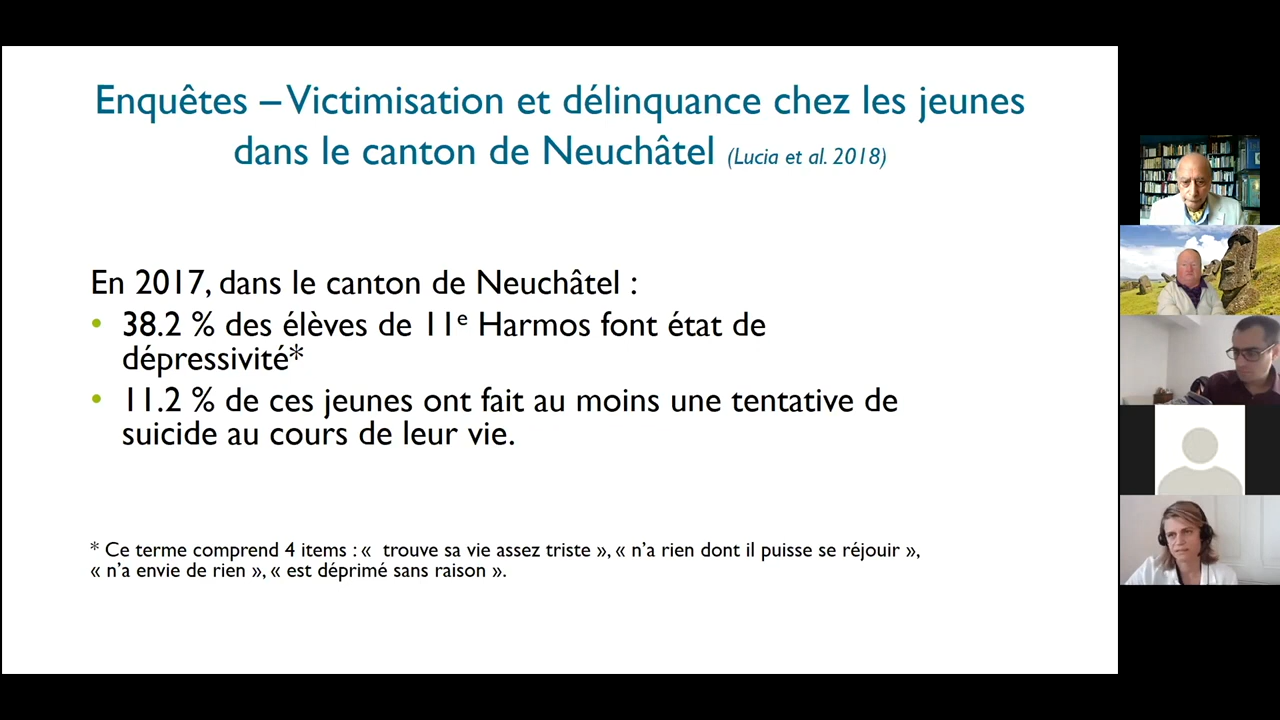 Enquêtes – Victimisation et délinquance chez les jeunes
dans le canton de Neuchâtel (Lucia et al. 2018)
En 2017, dans le canton de Neuchâtel :
• 38.2 % des élèves de 11e Harmos font état de
dépressivité*
• 11.2 % de ces jeunes ont fait au moins une tentative de
suicide au cours de leur vie.
* Ce terme comprend 4 items : «  trouve sa vie assez triste », « n’a rien dont il puisse se réjouir »,
« n’a envie de rien », « est déprimé sans raison ».